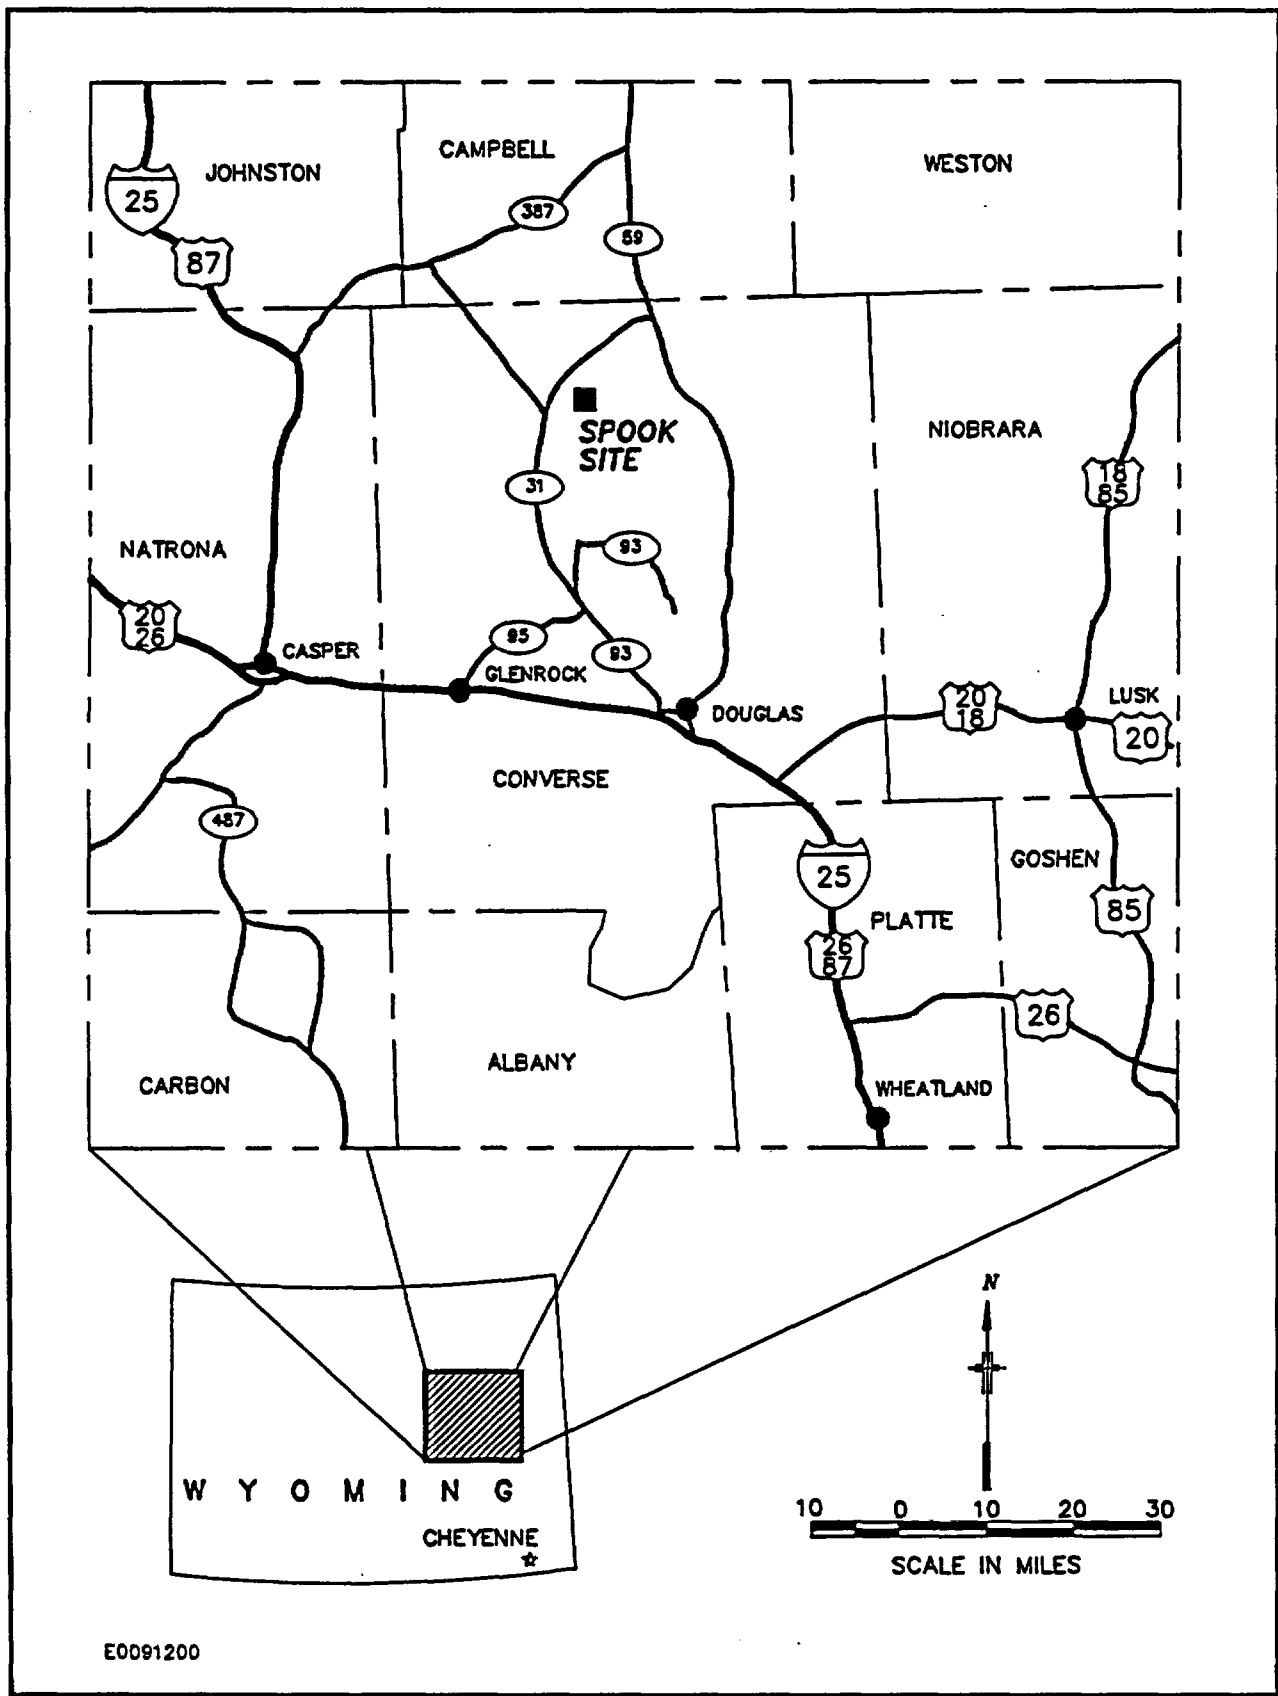 CAMPBELL
WESTON
JOHNSTON
25
387
59
87
SPOOK
SITE
NIOBRARA
18
85
31
93
NATRONA
20
26
95
93
CASPER
GLENROCK
DOUGLAS
20
18
LUSK
20
CONVERSE
487
GOSHEN
25
85
PLATTE
26
87
26
ALBANY
CARBON
WHEATLAND
N
WYOMING
CHEYENNE
10 0 10 20 30
SCALE IN MILES
E0091200